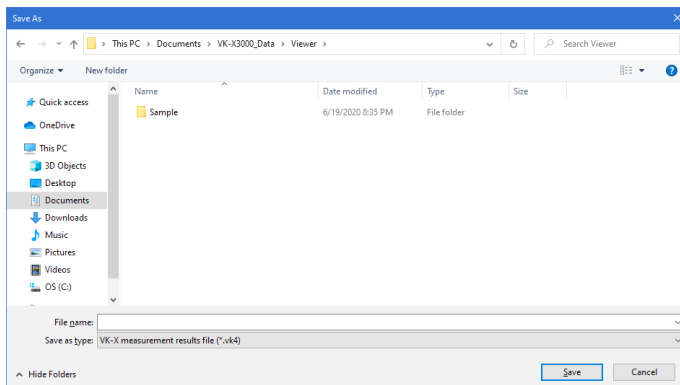 Save As
This PC > Documents > VK-X3000_Data > Viewer >
Search Viewer
Organize
New folder
Name
Date modified
Type
Size
Quick access
OneDrive
This PC
3D Objects
Desktop
Documents
Downloads
Music
Pictures
Videos
OS (C:)
Sample
6/19/2020 8:35 PM
File folder
File name:
Save as type: VK-X measurement results file (*.vk4)
Hide Folders
Save
Cancel